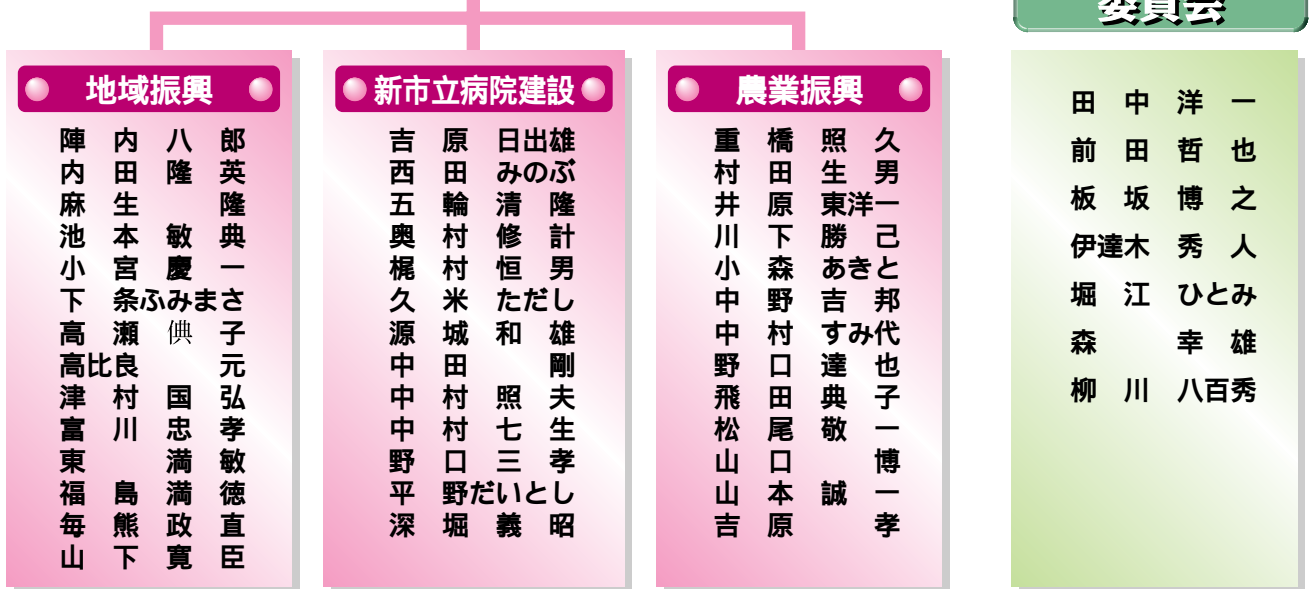 委員会
地域振興
陣内八郎
内田隆英
麻生隆
池本敏典
小宮慶一
下条ふみまさ
高瀬倎子
高比良元
津村国弘
富川忠孝
東満敏
福島満徳
毎熊政直
山下寛臣
新市立病院建設
吉原日出雄
西田みのぶ
五輪清隆
奥村修計
梶村恒男
久米ただし
源城和雄
中田剛
中村照夫
中村七生
野口三孝
平野だいとし
深堀義昭
農業振興
重橋照久
村田生男
井原東洋一
川下勝己
小森あきと
中野吉邦
中村すみ代
野口達也
飛田典子
松尾敬一
山口博
山本誠一
吉原孝
田中洋一
前田哲也
板坂博之
伊達木秀人
堀江ひとみ
森幸雄
柳川八百秀